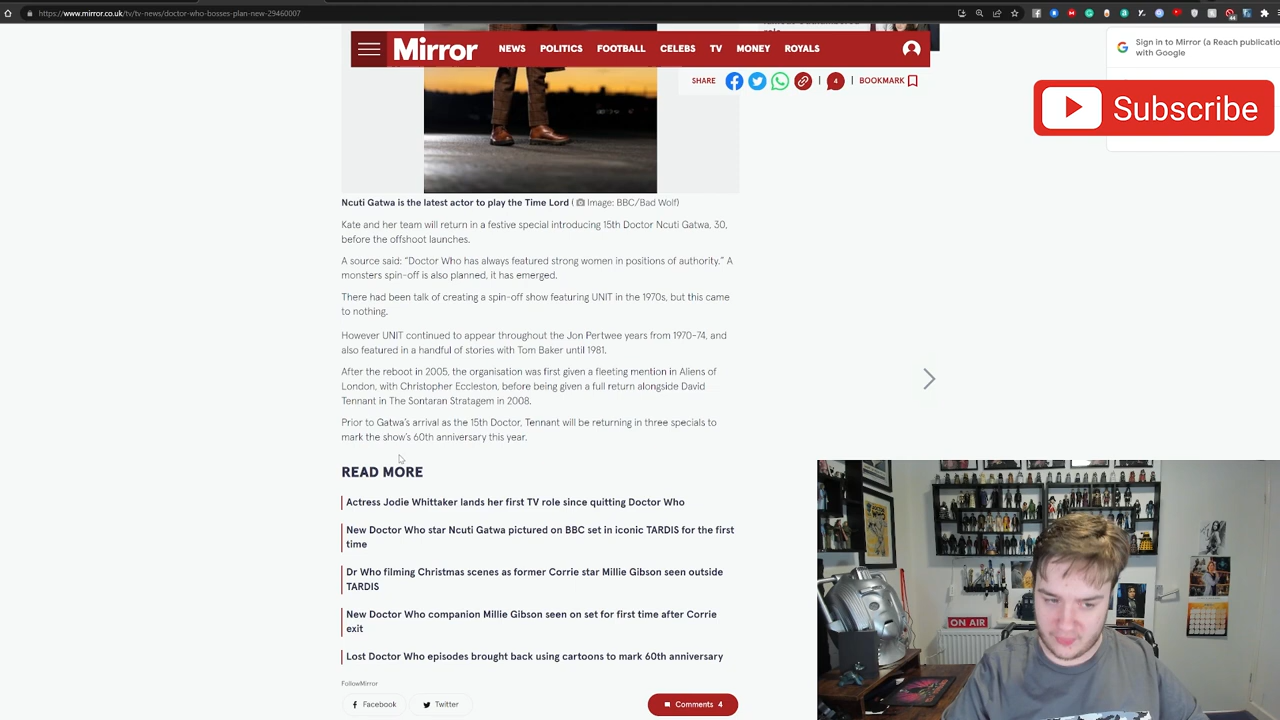 https://www.mirror.co.uk/tv/tv-news/doctor-who-bosses-plan-new-29460007
Mirror NEWS POLITICS FOOTBALL CELEBS TV MONEY ROYALS
Sign in to Mirror (a Reach publicatio
with Google
SHARE 4 BOOKMARK
Subscribe
Ncuti Gatwa is the latest actor to play the Time Lord ( Image: BBC/Bad Wolf)
Kate and her team will return in a festive special introducing 15th Doctor Ncuti Gatwa, 30,
before the offshoot launches.
A source said: “Doctor Who has always featured strong women in positions of authority.” A
monsters spin-off is also planned, it has emerged.
There had been talk of creating a spin-off show featuring UNIT in the 1970s, but this came
to nothing.
However UNIT continued to appear throughout the Jon Pertwee years from 1970-74, and
also featured in a handful of stories with Tom Baker until 1981.
After the reboot in 2005, the organisation was first given a fleeting mention in Aliens of
London, with Christopher Eccleston, before being given a full return alongside David
Tennant in The Sontaran Stratagem in 2008.
Prior to Gatwa’s arrival as the 15th Doctor, Tennant will be returning in three specials to
mark the show’s 60th anniversary this year.
READ MORE
Actress Jodie Whittaker lands her first TV role since quitting Doctor Who
New Doctor Who star Ncuti Gatwa pictured on BBC set in iconic TARDIS for the first
time
Dr Who filming Christmas scenes as former Corrie star Millie Gibson seen outside
TARDIS
New Doctor Who companion Millie Gibson seen on set for first time after Corrie
exit
Lost Doctor Who episodes brought back using cartoons to mark 60th anniversary
FollowMirror
Facebook Twitter Comments 4
ON AIR